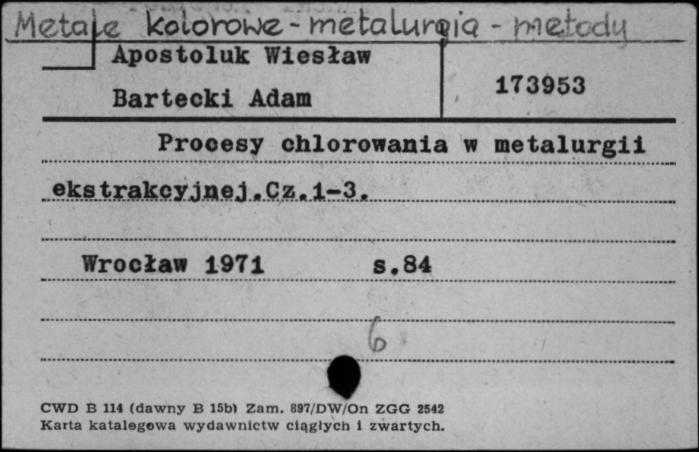 Metale kolorowe - metalurgia - metody
Apostoluk Wiesław
173953
Bartecki Adam
Procesy chlorowania w metalurgii
ekstrakcyjnej.Cz.1-3.
Wrocław 1971 s.84
6
CWD B 114 (dawny B 15b) Zam. 897/DW/On ZGG 2542
Karta katalogowa wydawnictw ciągłych i zwartych.